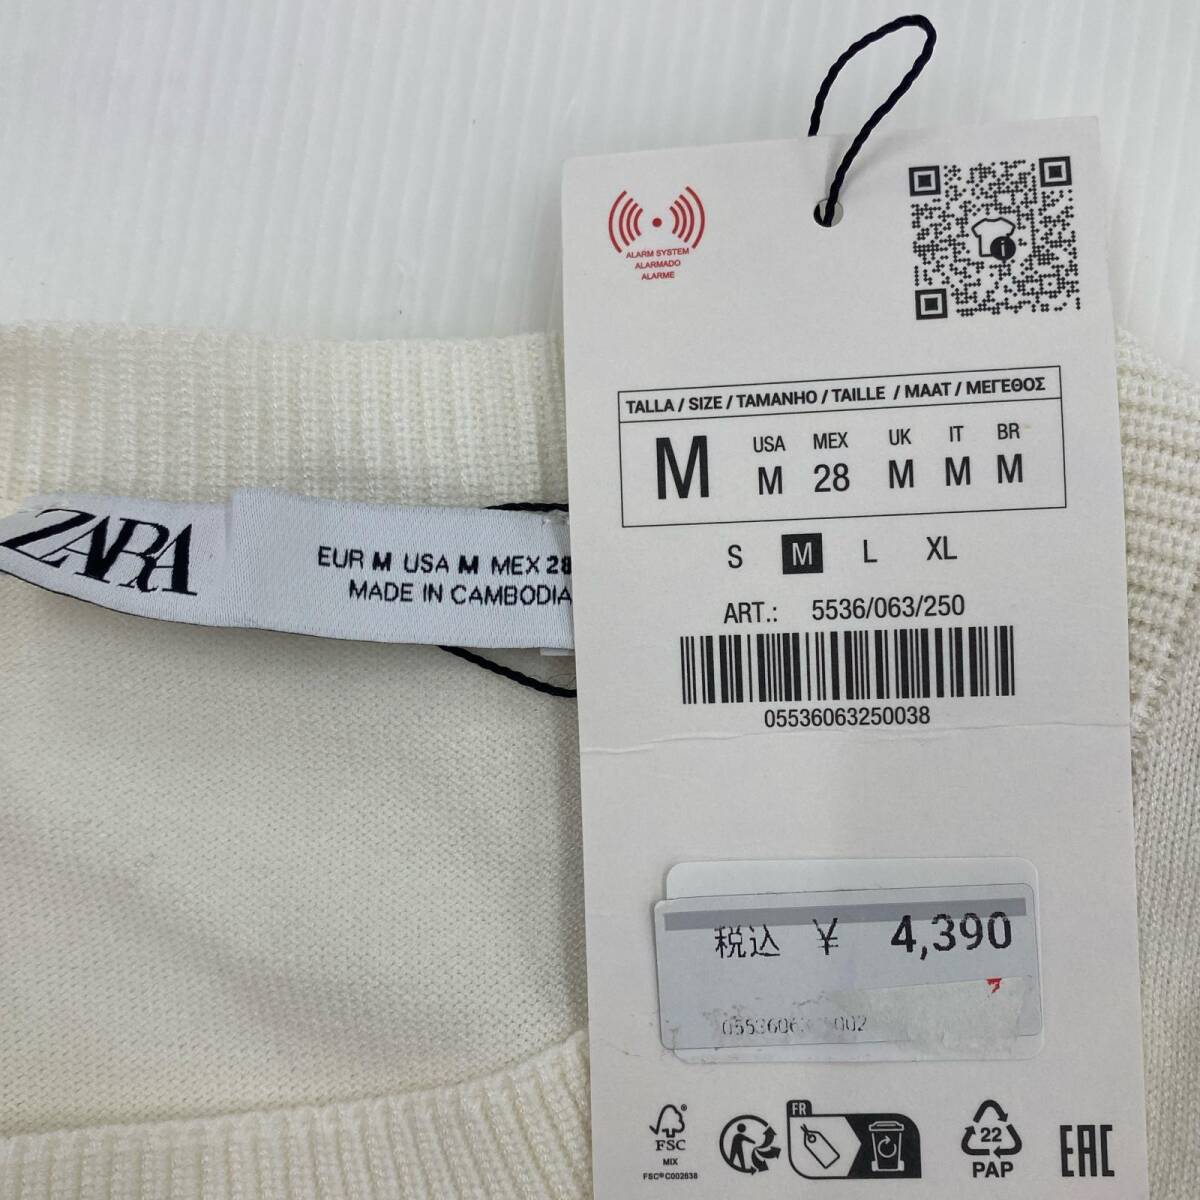 ALARM SYSTEM
ALARMADO
ALARME
TALLA / SIZE / TAMANHO / TAILLE / MAAT / ΜΕΓΕΘΟΣ
M
USA MEX UK IT BR
M 28 M M M
S M L XL
ART.: 5536/063/250
05536063250038
税込 ¥ 4,390
ZARA
EUR M USA M MEX 28
MADE IN CAMBODIA
FSC
MIX
FSC® C002638
FR
22
PAP
EAC